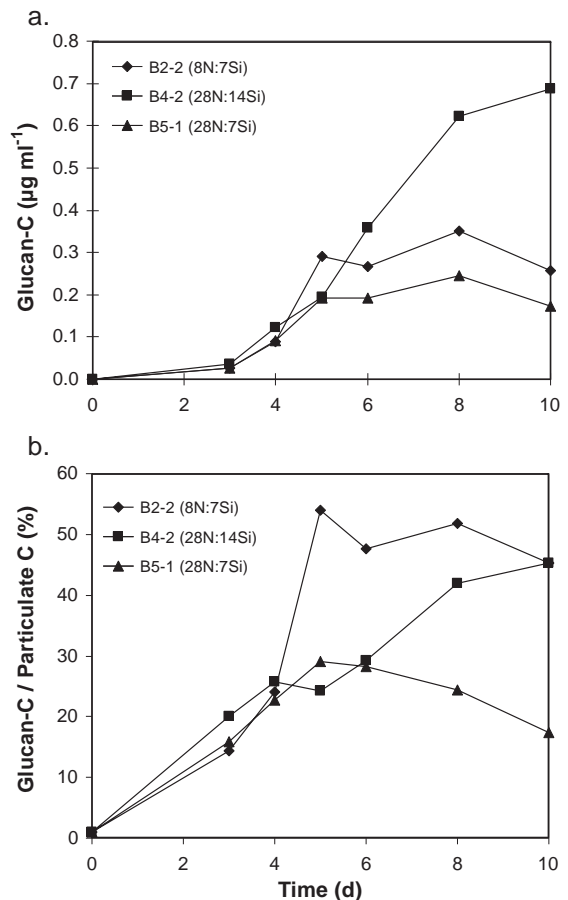 a.
0.8
0.7
0.6
0.5
0.4
0.3
0.2
0.1
0.0
Glucan-C (µg ml⁻¹)
B2-2 (8N:7Si)
B4-2 (28N:14Si)
B5-1 (28N:7Si)
0 2 4 6 8 10
b.
60
50
40
30
20
10
0
Glucan-C / Particulate C (%)
B2-2 (8N:7Si)
B4-2 (28N:14Si)
B5-1 (28N:7Si)
0 2 4 6 8 10
Time (d)